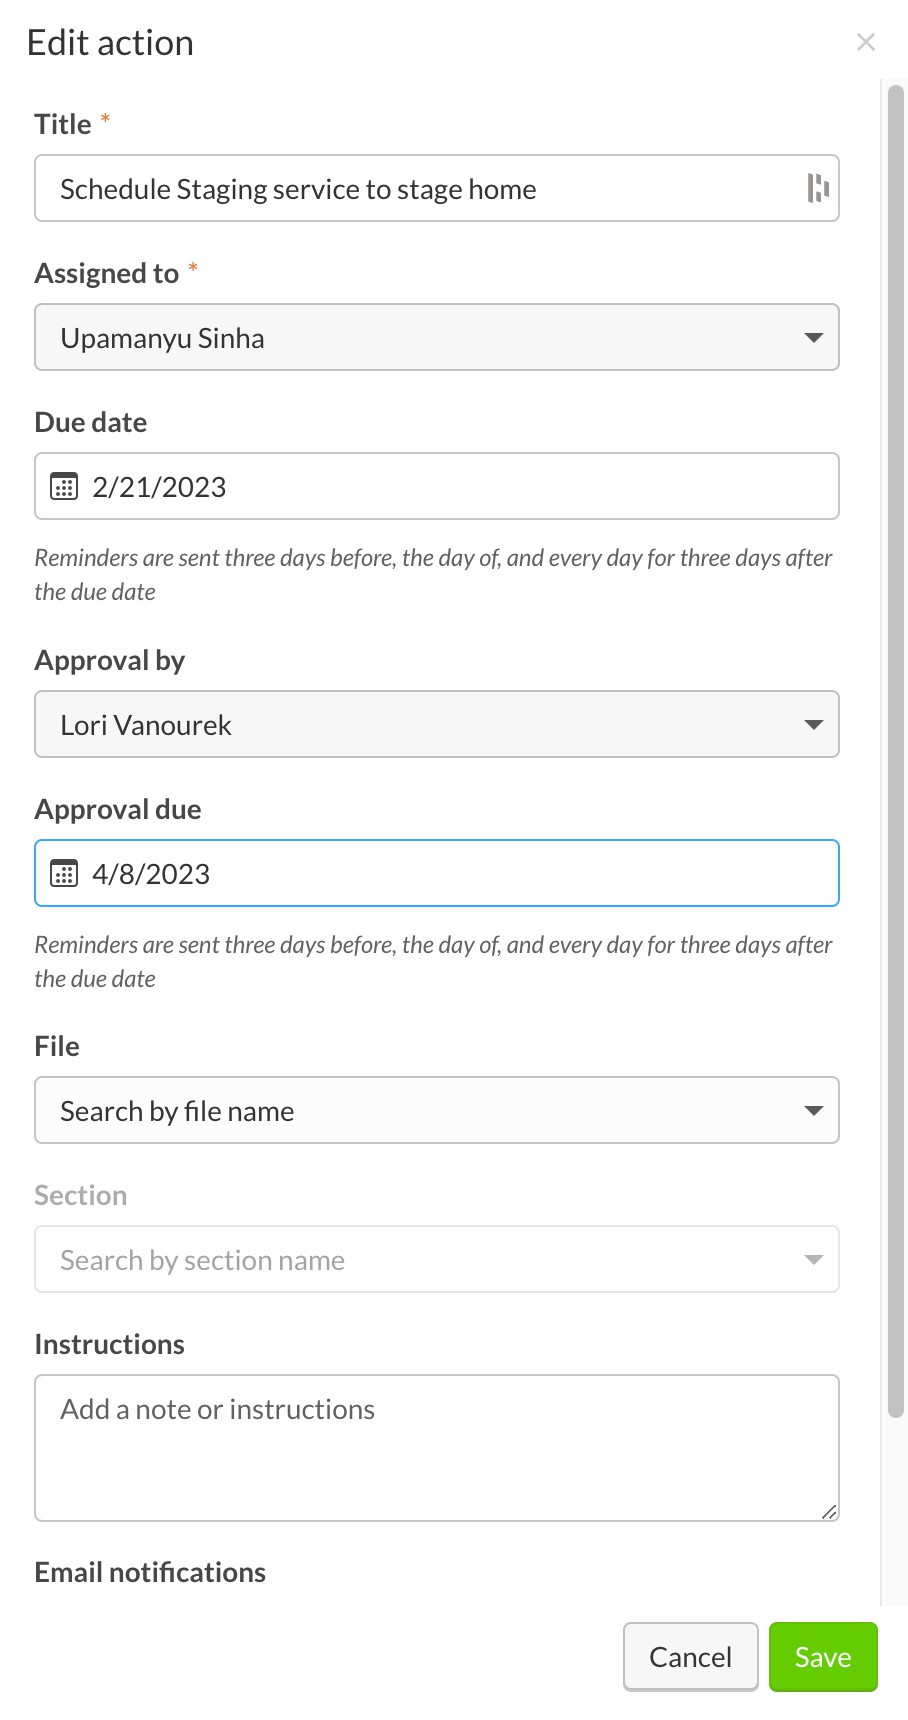 Edit action
Title *
Schedule Staging service to stage home
Assigned to *
Upamanyu Sinha
Due date
2/21/2023
Reminders are sent three days before, the day of, and every day for three days after
the due date
Approval by
Lori Vanourek
Approval due
4/8/2023
Reminders are sent three days before, the day of, and every day for three days after
the due date
File
Search by file name
Section
Search by section name
Instructions
Add a note or instructions
Email notifications
Cancel Save